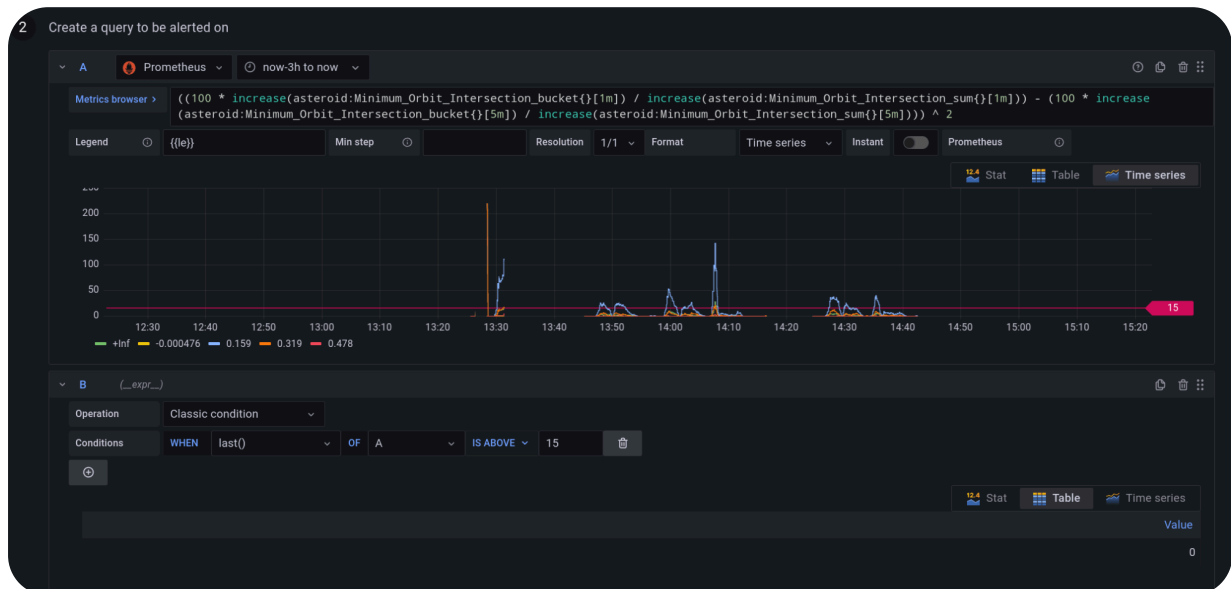 2 Create a query to be alerted on
A Prometheus now-3h to now
Metrics browser > ((100 * increase(asteroid:Minimum_Orbit_Intersection_bucket{}[1m]) / increase(asteroid:Minimum_Orbit_Intersection_sum{}[1m])) - (100 * increase
(asteroid:Minimum_Orbit_Intersection_bucket{}[5m]) / increase(asteroid:Minimum_Orbit_Intersection_sum{}[5m]))) ^ 2
Legend {{le}} Min step Resolution 1/1 Format Time series Instant Prometheus
12.4 Stat Table Time series
250
200
150
100
50
0
15
12:30 12:40 12:50 13:00 13:10 13:20 13:30 13:40 13:50 14:00 14:10 14:20 14:30 14:40 14:50 15:00 15:10 15:20
+Inf -0.000476 0.159 0.319 0.478
B (__expr__)
Operation Classic condition
Conditions WHEN last() OF A IS ABOVE 15
12.4 Stat Table Time series
Value
0